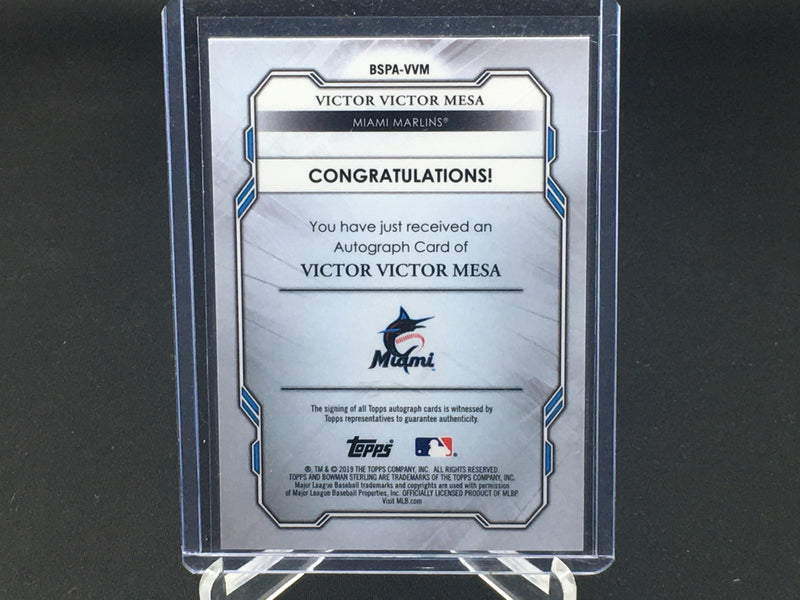 BSPA-VVM
VICTOR VICTOR MESA
MIAMI MARLINS®
CONGRATULATIONS!
You have just received an
Autograph Card of
VICTOR VICTOR MESA
Miami
The signing of all Topps autograph cards is witnessed by
Topps representatives to guarantee authenticity.
topps
®, TM & © 2019 THE TOPPS COMPANY, INC. ALL RIGHTS RESERVED.
TOPPS AND BOWMAN STERLING ARE TRADEMARKS OF THE TOPPS COMPANY, INC.
Major League Baseball trademarks and copyrights are used with permission
of Major League Baseball Properties, Inc. OFFICIALLY LICENSED PRODUCT OF MLBP.
Visit MLB.com